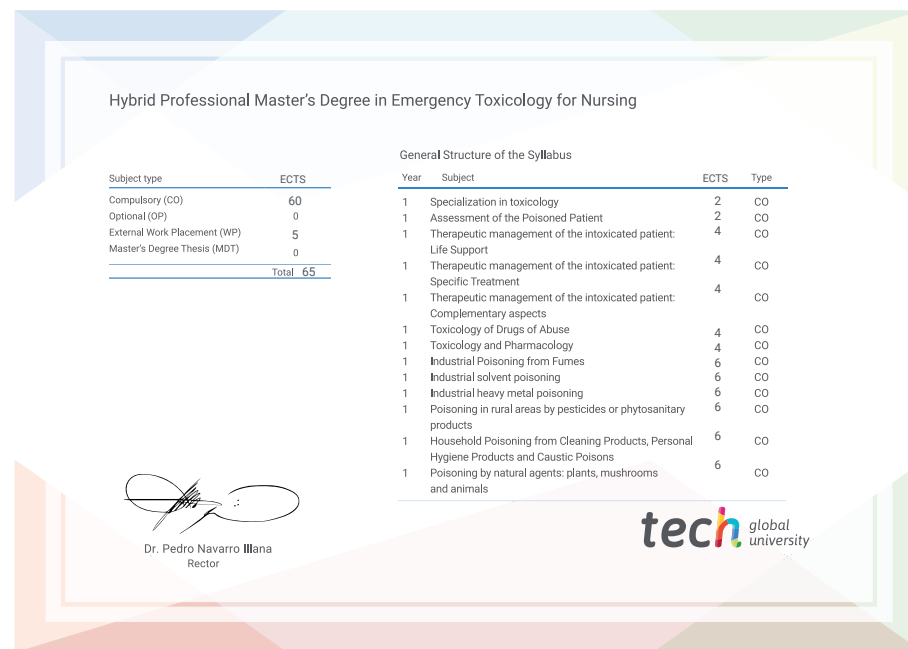 Hybrid Professional Master's Degree in Emergency Toxicology for Nursing
Subject type ECTS
Compulsory (CO) 60
Optional (OP) 0
External Work Placement (WP) 5
Master's Degree Thesis (MDT) 0
Total 65
General Structure of the Syllabus
Year Subject ECTS Type
1 Specialization in toxicology 2 CO
1 Assessment of the Poisoned Patient 2 CO
1 Therapeutic management of the intoxicated patient: 4 CO
Life Support
1 Therapeutic management of the intoxicated patient: 4 CO
Specific Treatment
1 Therapeutic management of the intoxicated patient: 4 CO
Complementary aspects
1 Toxicology of Drugs of Abuse 4 CO
1 Toxicology and Pharmacology 4 CO
1 Industrial Poisoning from Fumes 6 CO
1 Industrial solvent poisoning 6 CO
1 Industrial heavy metal poisoning 6 CO
1 Poisoning in rural areas by pesticides or phytosanitary 6 CO
products
1 Household Poisoning from Cleaning Products, Personal 6 CO
Hygiene Products and Caustic Poisons
1 Poisoning by natural agents: plants, mushrooms 6 CO
and animals
Dr. Pedro Navarro Illana
Rector
tech global
university